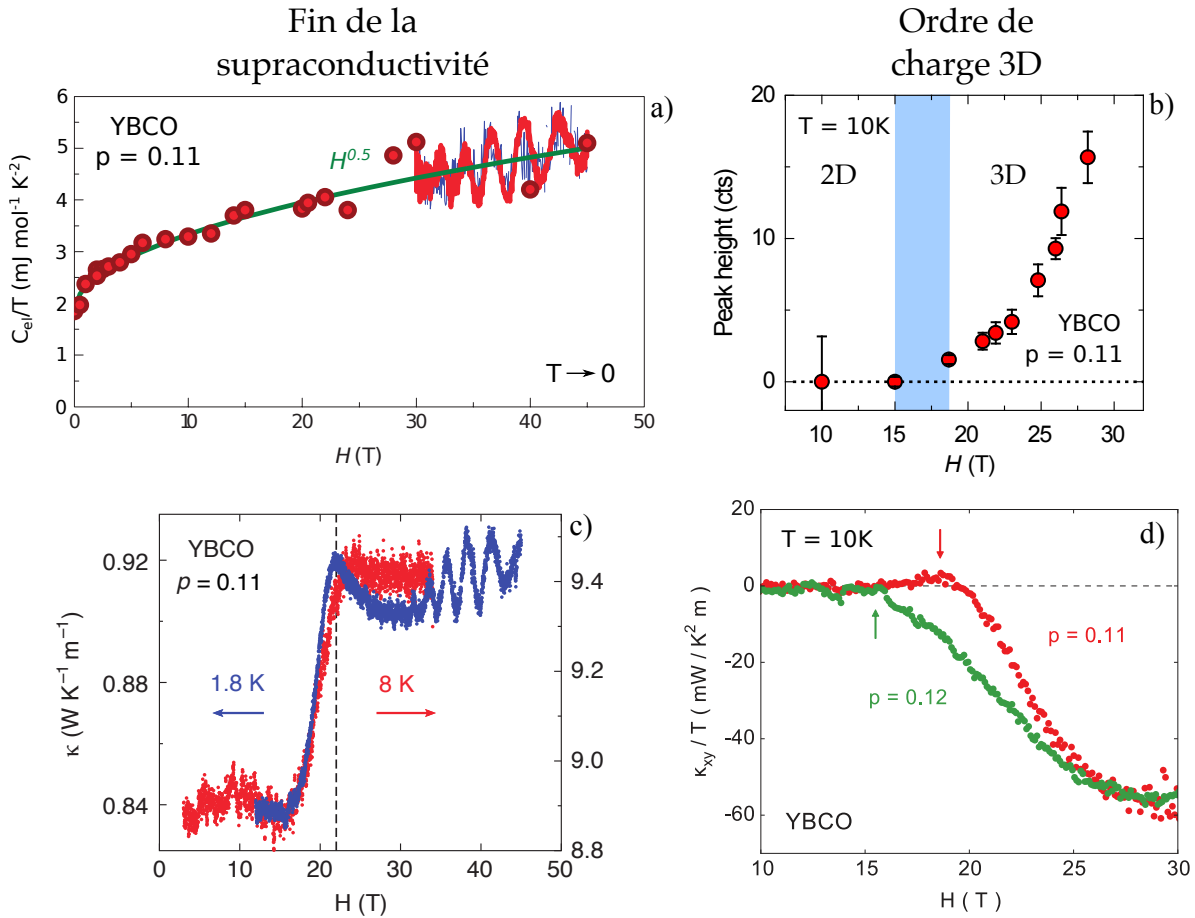 Fin de la
supraconductivité
Ordre de
charge 3D
a)
YBCO
p = 0.11
H^0.5
T → 0
C_el/T (mJ mol⁻¹ K⁻²)
6
5
4
3
2
1
0
0 10 20 30 40 50
H (T)
b)
T = 10K
2D
3D
YBCO
p = 0.11
Peak height (cts)
20
10
0
10 15 20 25 30
H (T)
c)
YBCO
p = 0.11
1.8 K
8 K
κ (W K⁻¹ m⁻¹)
0.92
0.88
0.84
9.4
9.2
9.0
8.8
0 10 20 30 40 50
H (T)
d)
T = 10K
p = 0.11
p = 0.12
YBCO
κ_xy / T ( mW / K² m )
20
0
-20
-40
-60
10 15 20 25 30
H ( T )